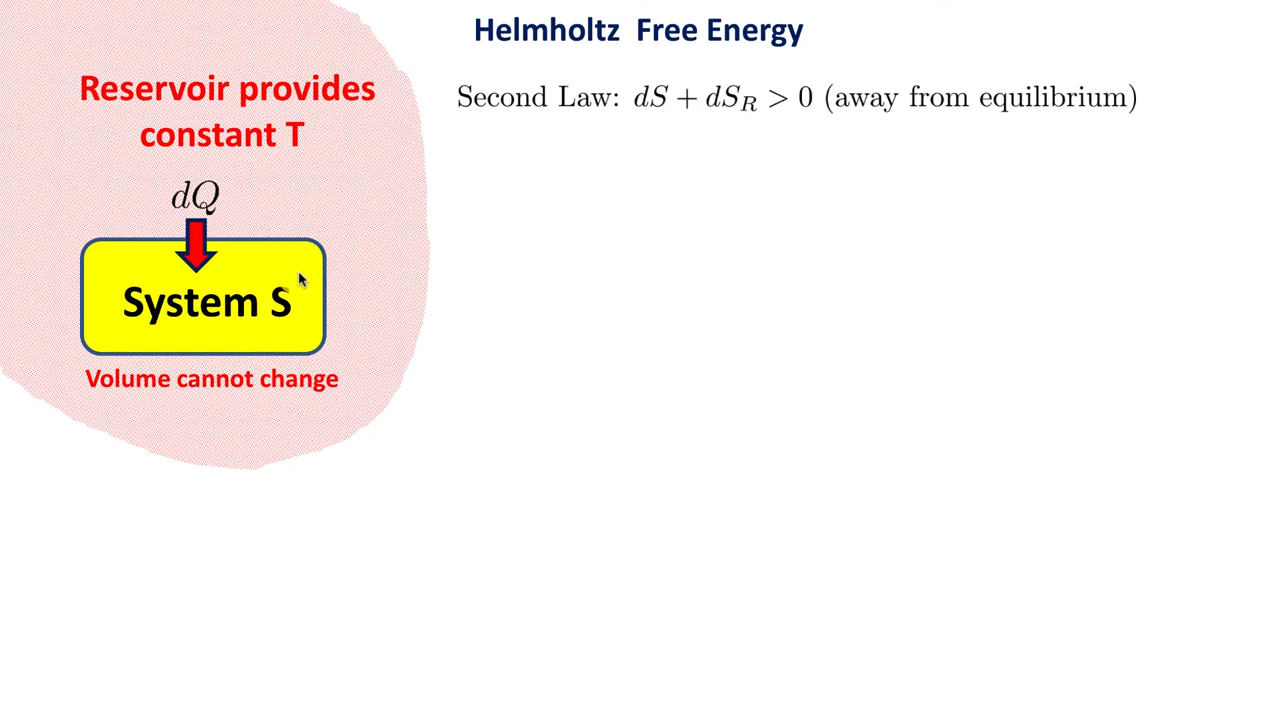 Helmholtz  Free Energy
Reservoir provides
constant T
Second Law: dS + dS_R > 0 (away from equilibrium)
dQ
System S
Volume cannot change